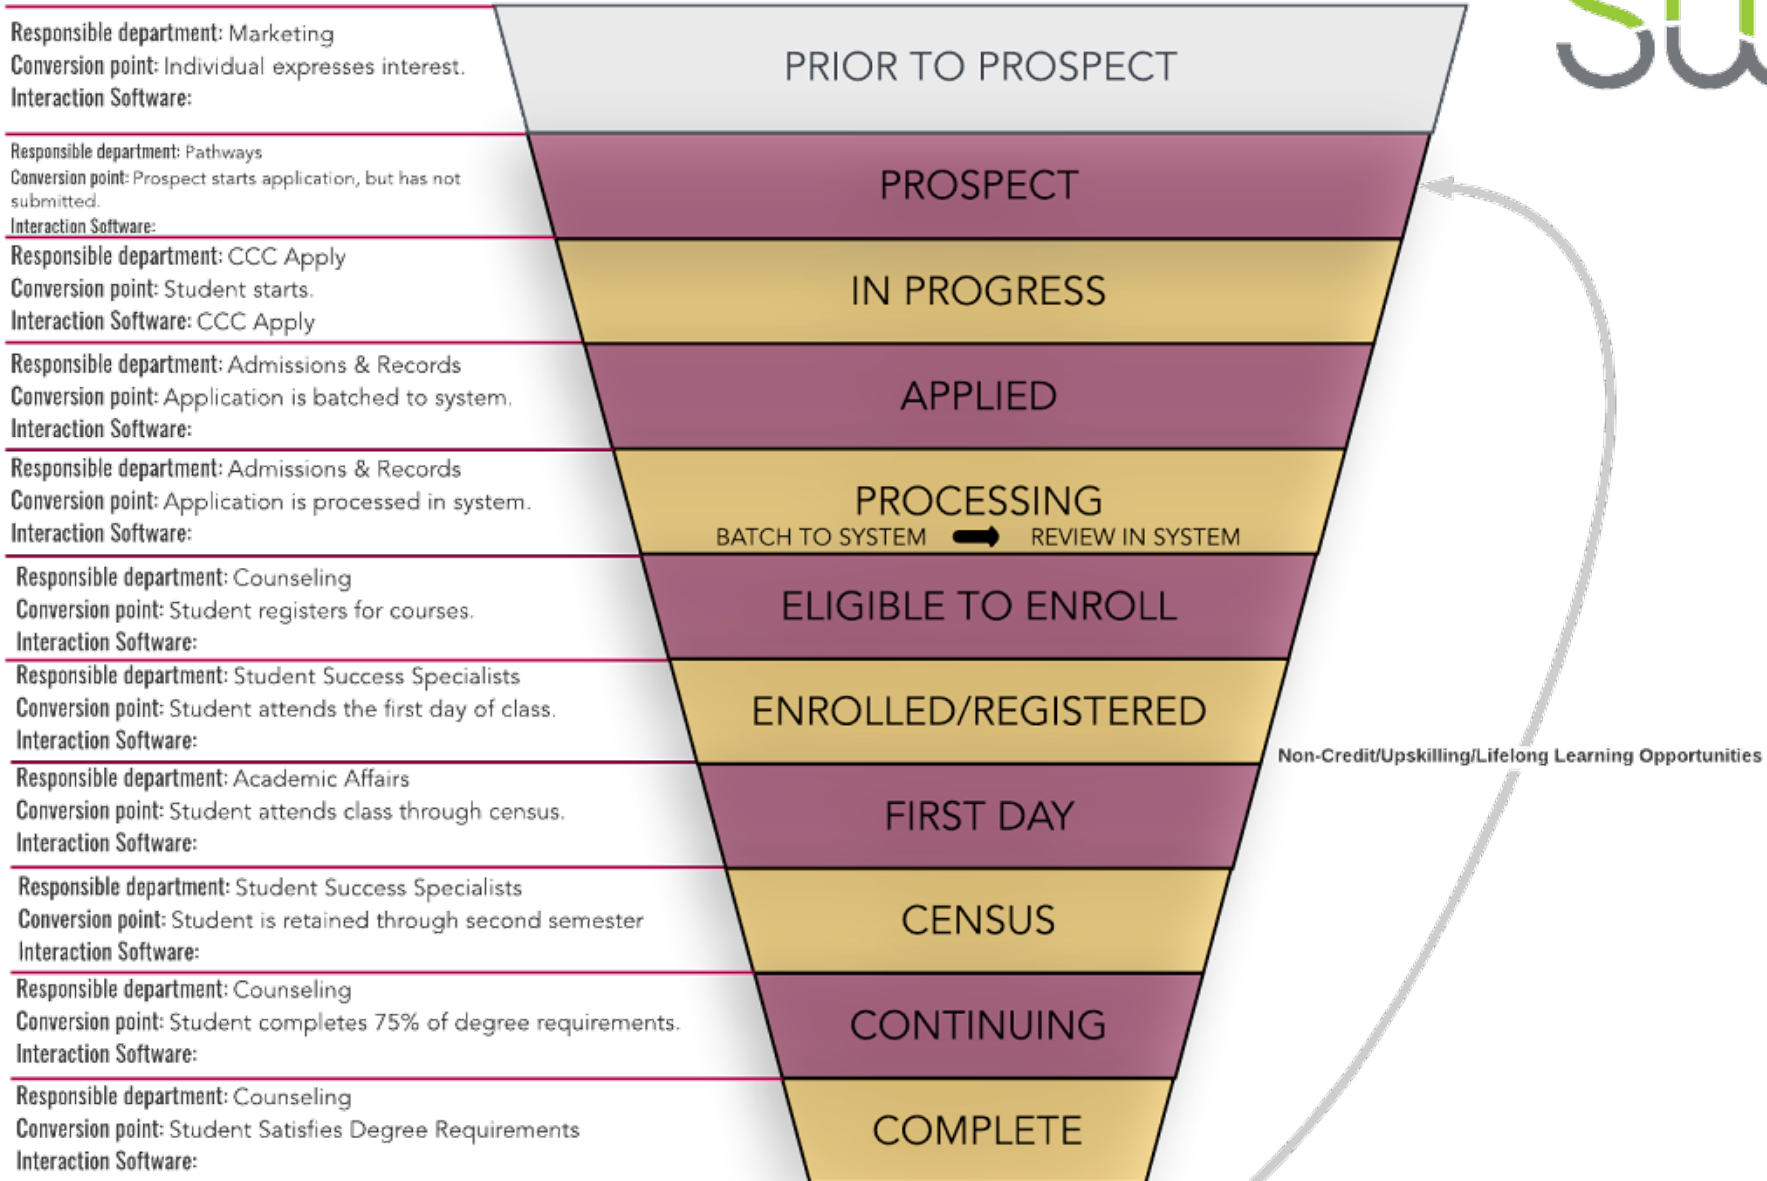 Responsible department: Marketing
Conversion point: Individual expresses interest.
Interaction Software:
PRIOR TO PROSPECT
Responsible department: Pathways
Conversion point: Prospect starts application, but has not
submitted.
Interaction Software:
PROSPECT
Responsible department: CCC Apply
Conversion point: Student starts.
Interaction Software: CCC Apply
IN PROGRESS
Responsible department: Admissions & Records
Conversion point: Application is batched to system.
Interaction Software:
APPLIED
Responsible department: Admissions & Records
Conversion point: Application is processed in system.
Interaction Software:
PROCESSING
BATCH TO SYSTEM REVIEW IN SYSTEM
Responsible department: Counseling
Conversion point: Student registers for courses.
Interaction Software:
ELIGIBLE TO ENROLL
Responsible department: Student Success Specialists
Conversion point: Student attends the first day of class.
Interaction Software:
ENROLLED/REGISTERED
Non-Credit/Upskilling/Lifelong Learning Opportunities
Responsible department: Academic Affairs
Conversion point: Student attends class through census.
Interaction Software:
FIRST DAY
Responsible department: Student Success Specialists
Conversion point: Student is retained through second semester
Interaction Software:
CENSUS
Responsible department: Counseling
Conversion point: Student completes 75% of degree requirements.
Interaction Software:
CONTINUING
Responsible department: Counseling
Conversion point: Student Satisfies Degree Requirements
Interaction Software:
COMPLETE